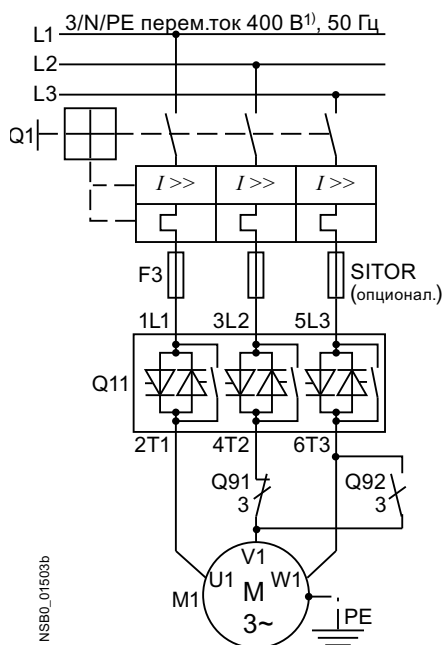 3/N/PE перем.ток 400 В¹⁾, 50 Гц
L1
L2
L3
Q1
I >> I >> I >>
F3
SITOR
(опционал.)
1L1 3L2 5L3
Q11
2T1 4T2 6T3
Q91
3
Q92
3
V1
U1 W1
M1
M
3~
PE
NSB0_01503b